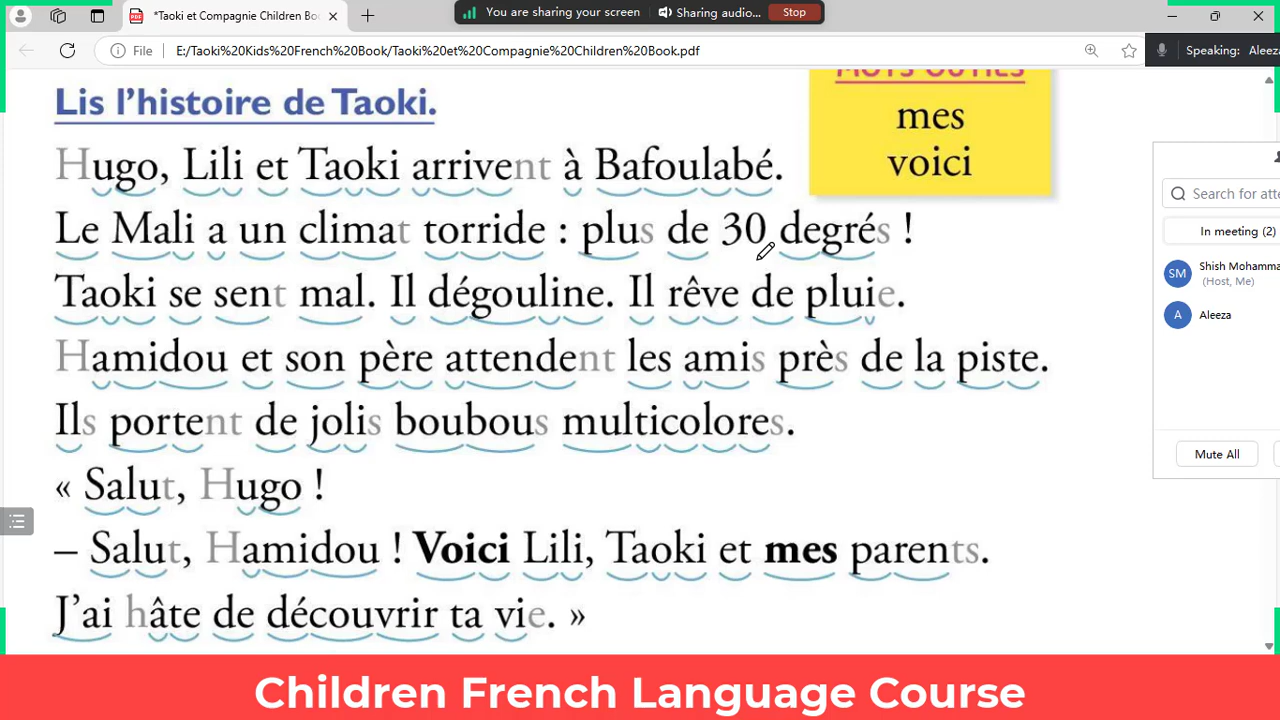 *Taoki et Compagnie Children Bo
You are sharing your screen
Sharing audio...
Stop
File
E:/Taoki%20Kids%20French%20Book/Taoki%20et%20Compagnie%20Children%20Book.pdf
Speaking: Aleez
Lis l’histoire de Taoki.
MOTS OUTILS
mes
voici
Hugo, Lili et Taoki arrivent à Bafoulabé.
Le Mali a un climat torride : plus de 30 degrés !
Taoki se sent mal. Il dégouline. Il rêve de pluie.
Hamidou et son père attendent les amis près de la piste.
Ils portent de jolis boubous multicolores.
« Salut, Hugo !
– Salut, Hamidou ! Voici Lili, Taoki et mes parents.
J’ai hâte de découvrir ta vie. »
Search for atte
In meeting (2)
SM
Shish Mohamma
(Host, Me)
A
Aleeza
Mute All
Children French Language Course